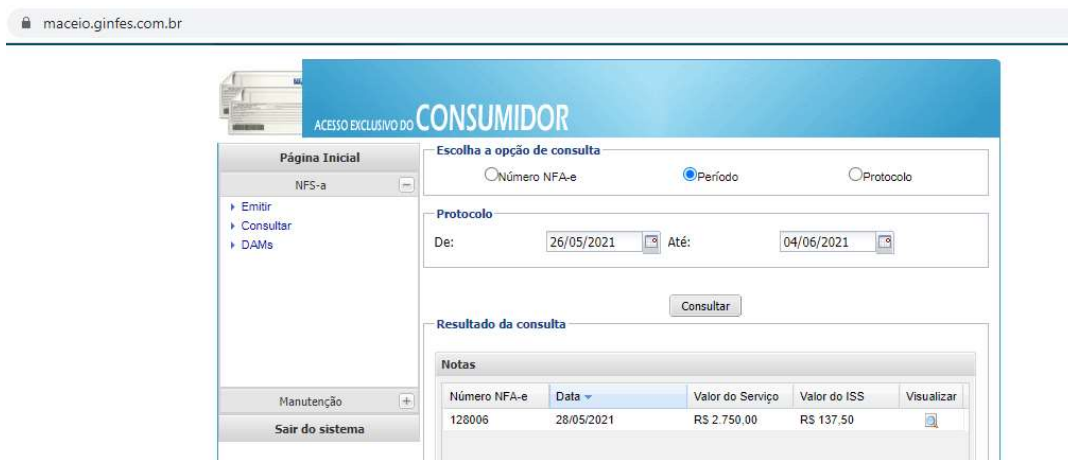 maceio.ginfes.com.br
ACESSO EXCLUSIVO DO CONSUMIDOR
Página Inicial
NFS-a
Emitir
Consultar
DAMs
Manutenção
Sair do sistema
Escolha a opção de consulta
Número NFA-e Período Protocolo
Protocolo
De: 26/05/2021 Até: 04/06/2021
Consultar
Resultado da consulta
Notas
Número NFA-e Data Valor do Serviço Valor do ISS Visualizar
128006 28/05/2021 R$ 2.750,00 R$ 137,50